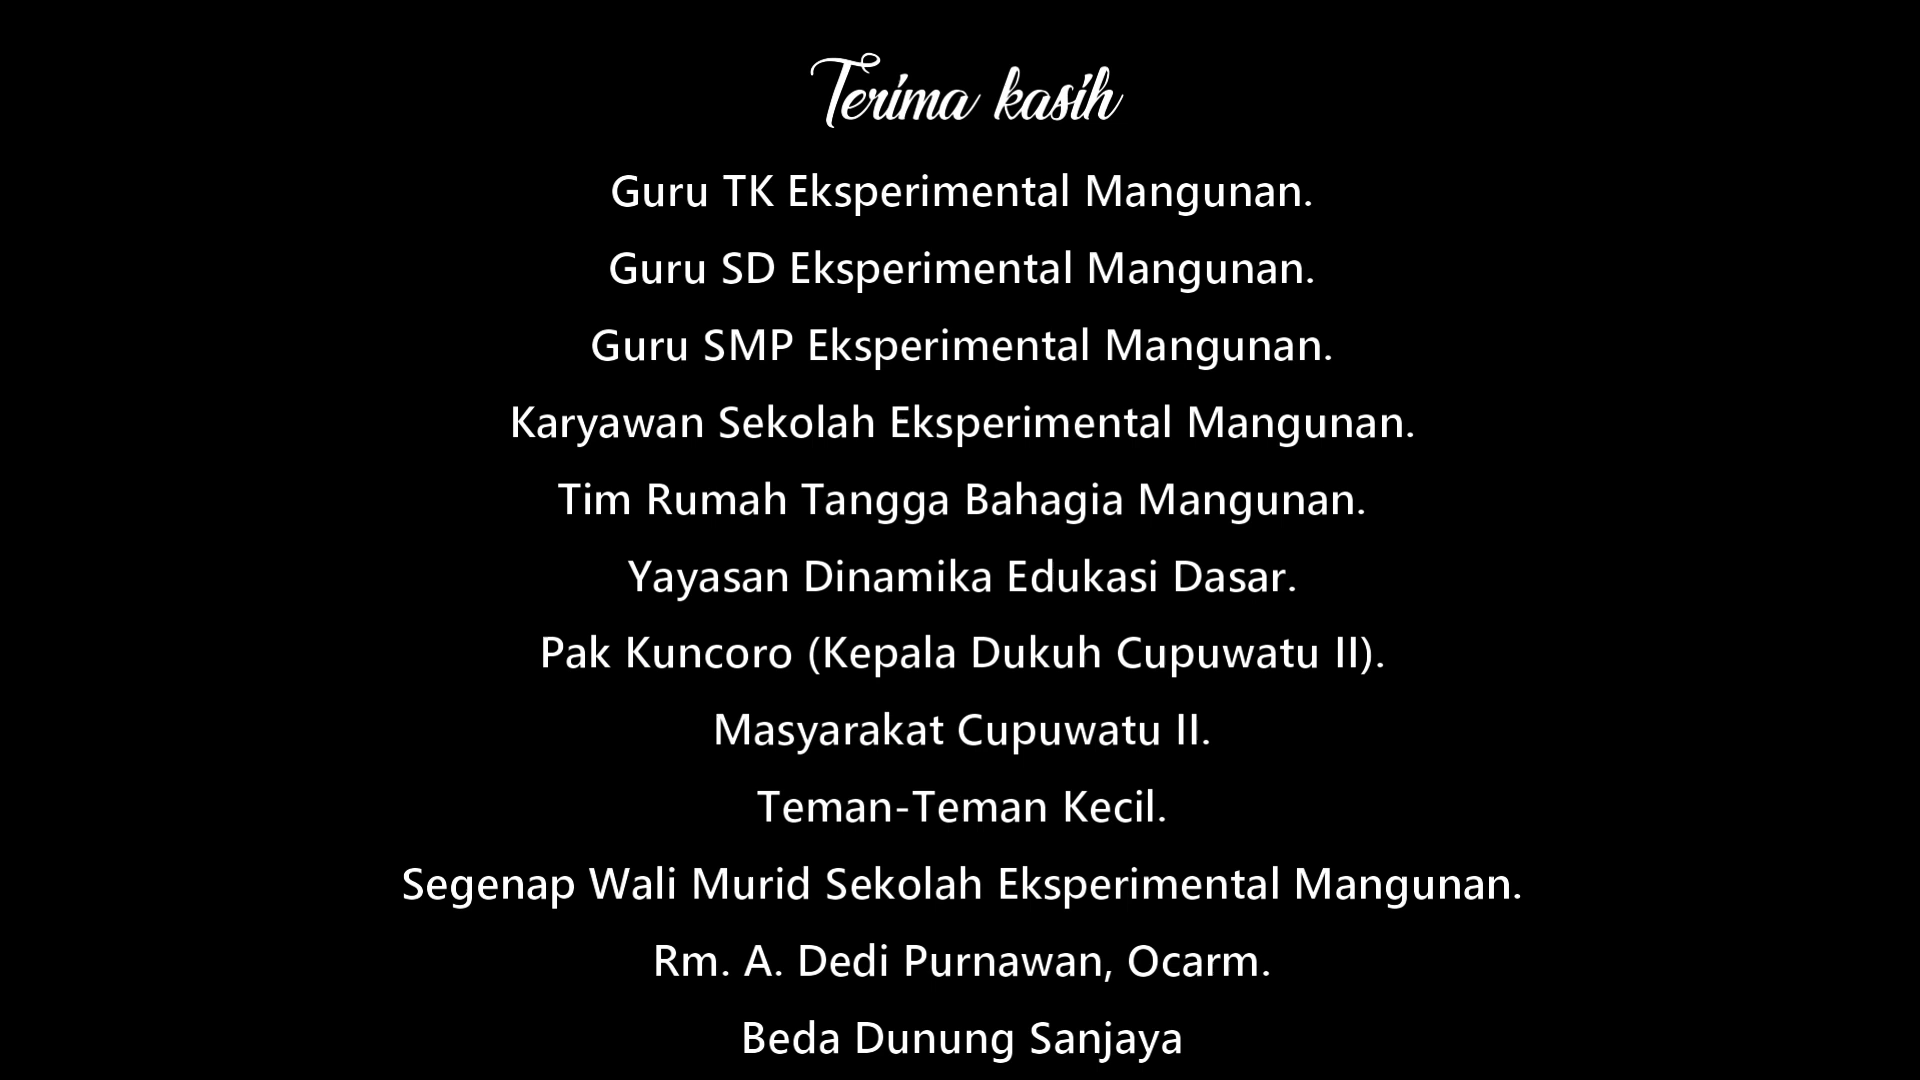 Terima kasih
Guru TK Eksperimental Mangunan.
Guru SD Eksperimental Mangunan.
Guru SMP Eksperimental Mangunan.
Karyawan Sekolah Eksperimental Mangunan.
Tim Rumah Tangga Bahagia Mangunan.
Yayasan Dinamika Edukasi Dasar.
Pak Kuncoro (Kepala Dukuh Cupuwatu II).
Masyarakat Cupuwatu II.
Teman-Teman Kecil.
Segenap Wali Murid Sekolah Eksperimental Mangunan.
Rm. A. Dedi Purnawan, Ocarm.
Beda Dunung Sanjaya